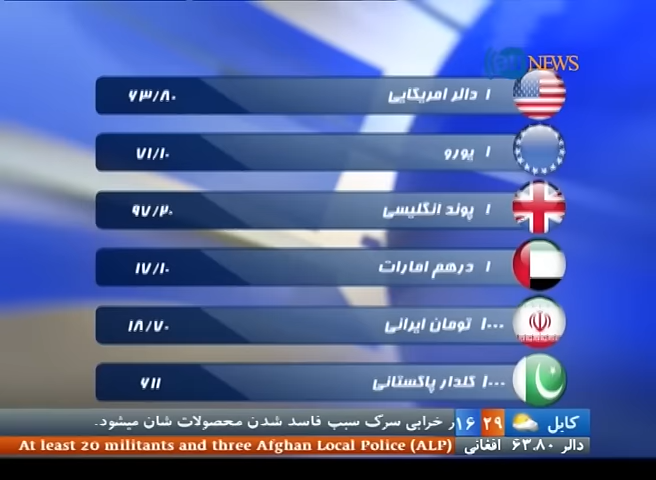 NEWS
۱ دالر امریکایی ۶۳/۸۰
۱ یورو ۷۱/۱۰
۱ پوند انگلیسی ۹۷/۲۰
۱ درهم امارات ۱۷/۱۰
۱۰۰۰ تومان ایرانی ۱۸/۷۰
۱۰۰۰ کلدار پاکستانی ۶۱۱
کابل ۲۹ ۱۶ ر خرابی سرک سبب فاسد شدن محصولات شان میشود.
دالر ۶۳.۸۰ افغانی At least 20 militants and three Afghan Local Police (ALP)